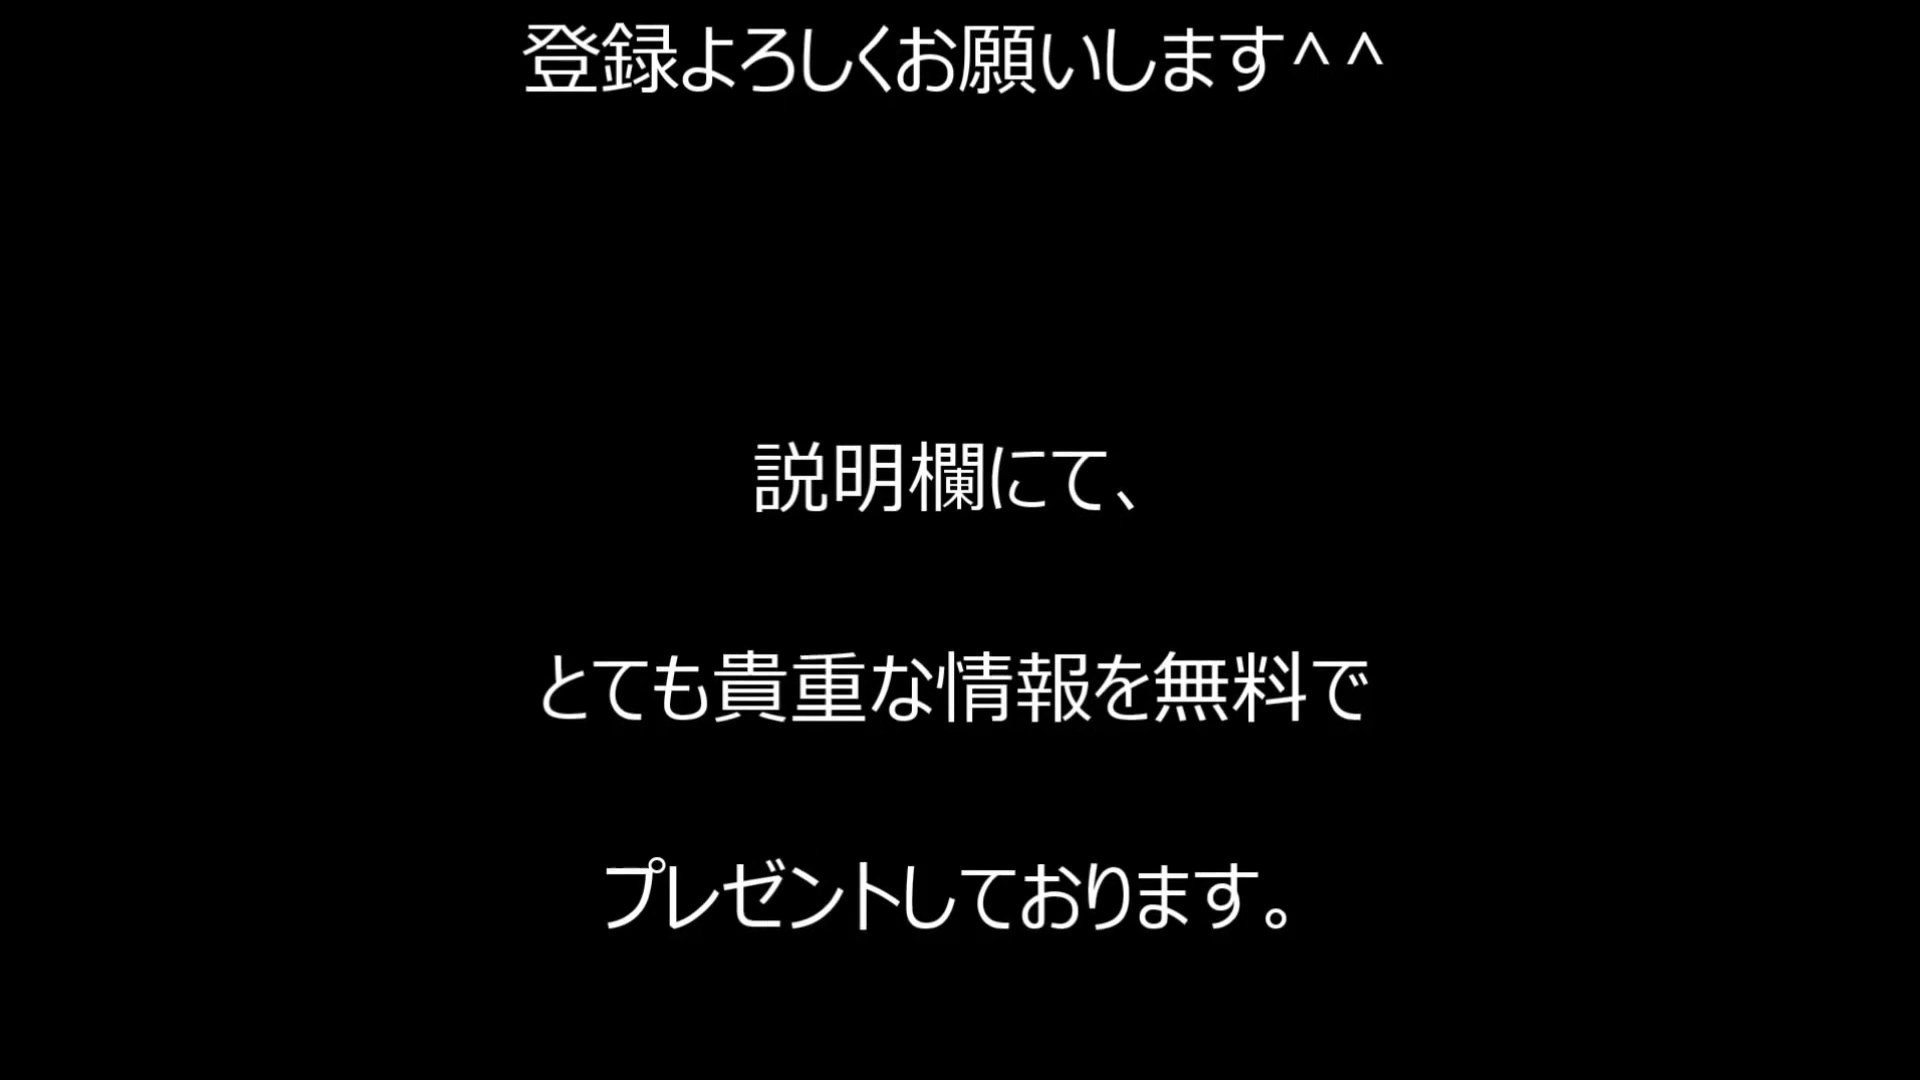 登録よろしくお願いします^ ^
説明欄にて、
とても貴重な情報を無料で
プレゼントしております。